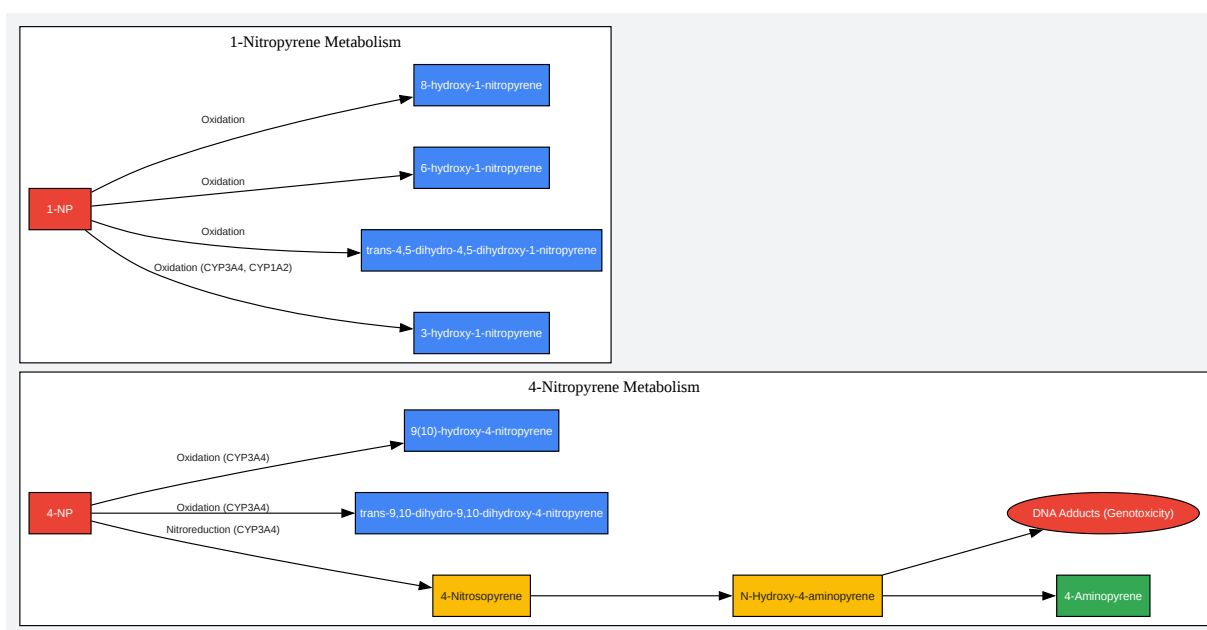 1-Nitropyrene Metabolism
8-hydroxy-1-nitropyrene
Oxidation
6-hydroxy-1-nitropyrene
Oxidation
1-NP
Oxidation
trans-4,5-dihydro-4,5-dihydroxy-1-nitropyrene
Oxidation (CYP3A4, CYP1A2)
3-hydroxy-1-nitropyrene
4-Nitropyrene Metabolism
9(10)-hydroxy-4-nitropyrene
Oxidation (CYP3A4)
4-NP
Oxidation (CYP3A4)
trans-9,10-dihydro-9,10-dihydroxy-4-nitropyrene
DNA Adducts (Genotoxicity)
Nitroreduction (CYP3A4)
4-Nitrosopyrene
N-Hydroxy-4-aminopyrene
4-Aminopyrene